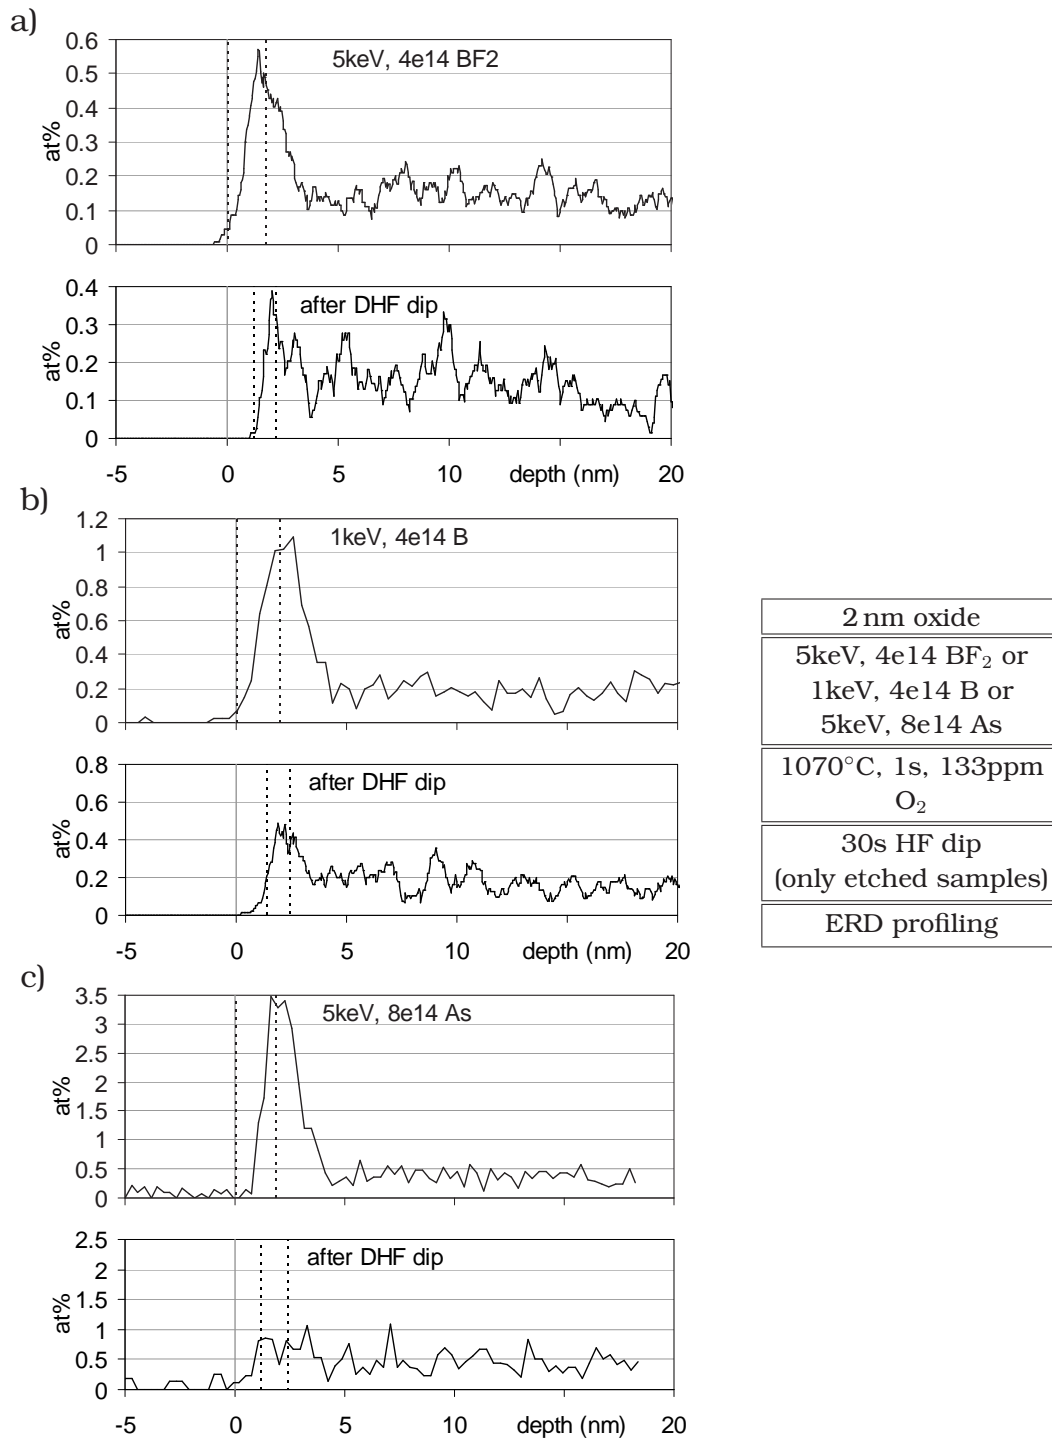 a)
0.6
0.5
0.4
0.3
0.2
0.1
0
at%
5keV, 4e14 BF2
0.4
0.3
0.2
0.1
0
at%
after DHF dip
-5 0 5 10 depth (nm) 20
b)
1.2
1
0.8
0.6
0.4
0.2
0
at%
1keV, 4e14 B
0.8
0.6
0.4
0.2
0
at%
after DHF dip
-5 0 5 10 depth (nm) 20
c)
3.5
3
2.5
2
1.5
1
0.5
0
at%
5keV, 8e14 As
2.5
2
1.5
1
0.5
0
at%
after DHF dip
-5 0 5 10 depth (nm) 20
2 nm oxide
5keV, 4e14 BF₂ or
1keV, 4e14 B or
5keV, 8e14 As
1070°C, 1s, 133ppm
O₂
30s HF dip
(only etched samples)
ERD profiling